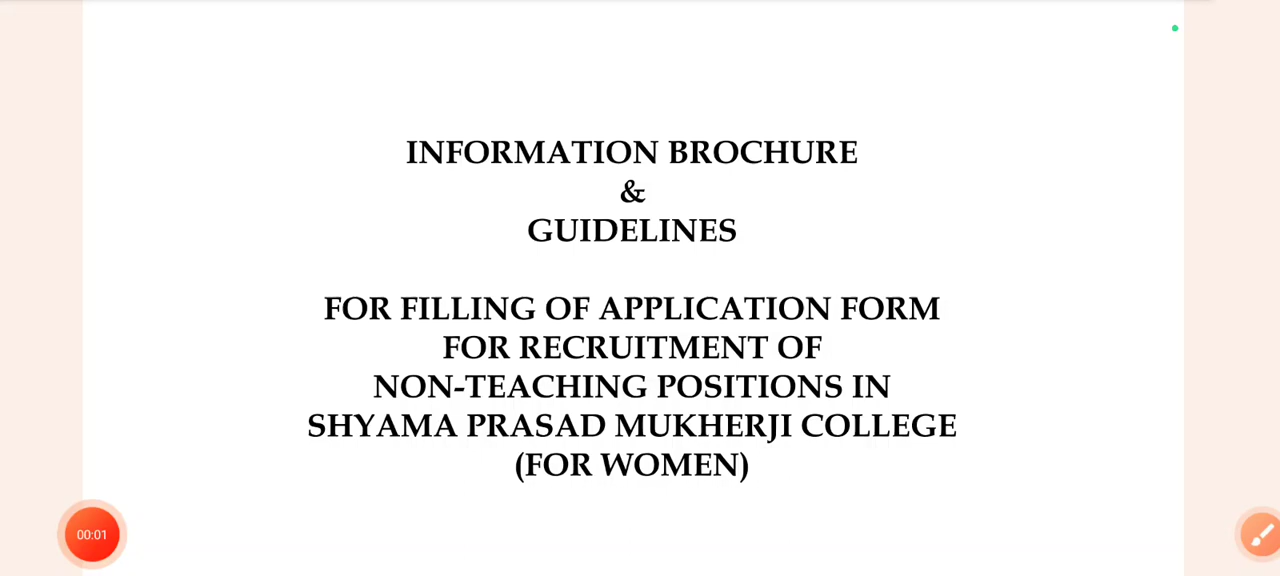 INFORMATION BROCHURE
&
GUIDELINES
FOR FILLING OF APPLICATION FORM
FOR RECRUITMENT OF
NON-TEACHING POSITIONS IN
SHYAMA PRASAD MUKHERJI COLLEGE
(FOR WOMEN)
00:01